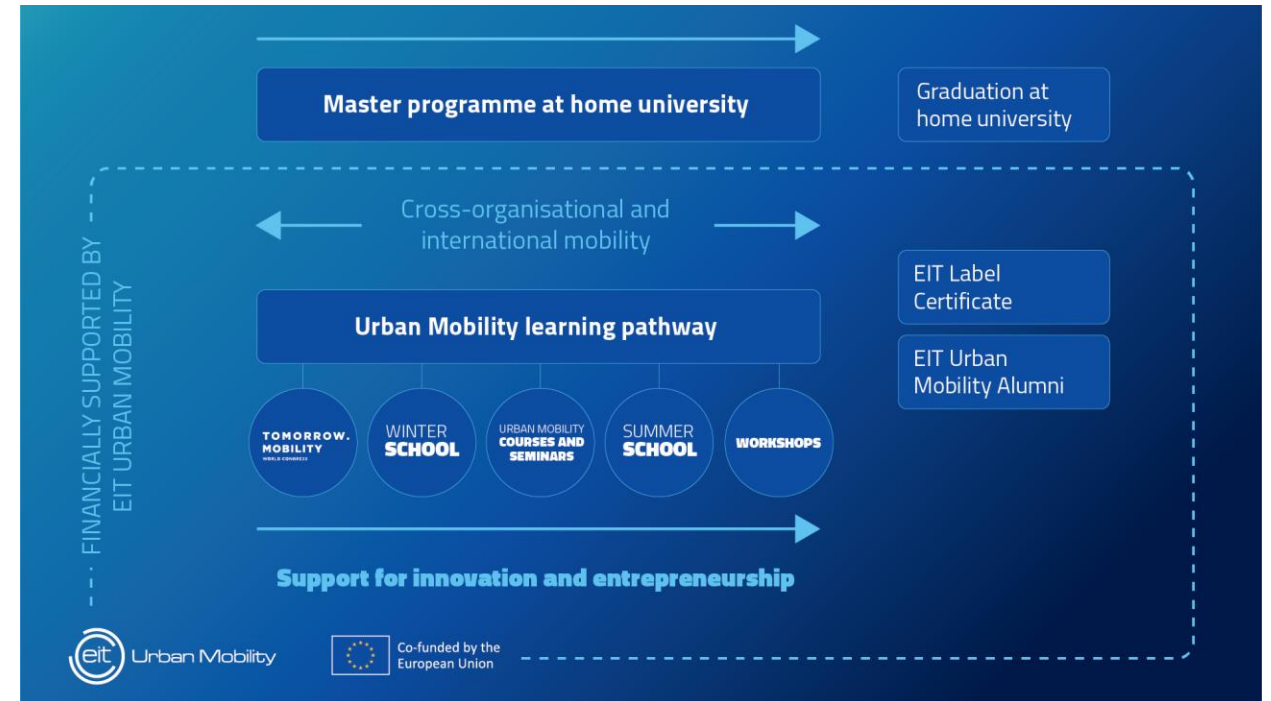 Master programme at home university
Graduation at
home university
FINANCIALLY SUPPORTED BY
EIT URBAN MOBILITY
Cross-organisational and
international mobility
EIT Label
Certificate
Urban Mobility learning pathway
EIT Urban
Mobility Alumni
TOMORROW.
MOBILITY
WORLD CONGRESS
WINTER
SCHOOL
URBAN MOBILITY
COURSES AND
SEMINARS
SUMMER
SCHOOL
WORKSHOPS
Support for innovation and entrepreneurship
eit Urban Mobility
Co-funded by the
European Union